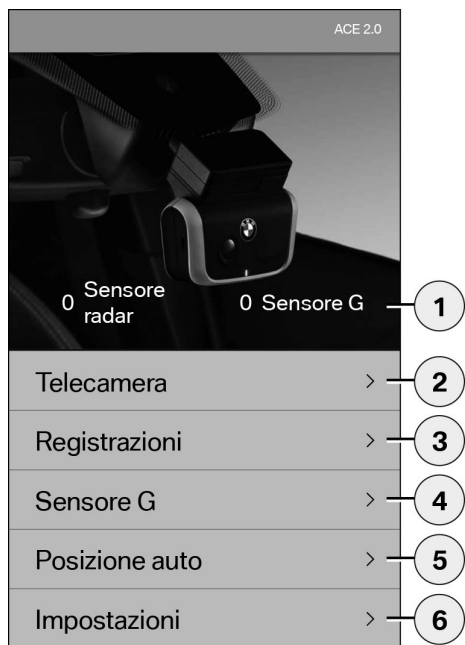 ACE 2.0
0 Sensore radar
0 Sensore G
1
Telecamera > 2
Registrazioni > 3
Sensore G > 4
Posizione auto > 5
Impostazioni > 6